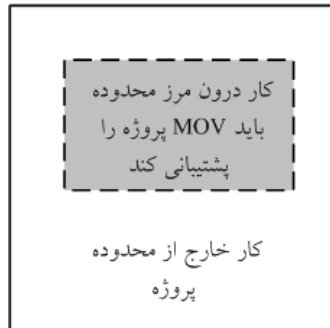 کار درون مرز محدوده
باید MOV پروژه را
پشتیبانی کند
کار خارج از محدوده
پروژه